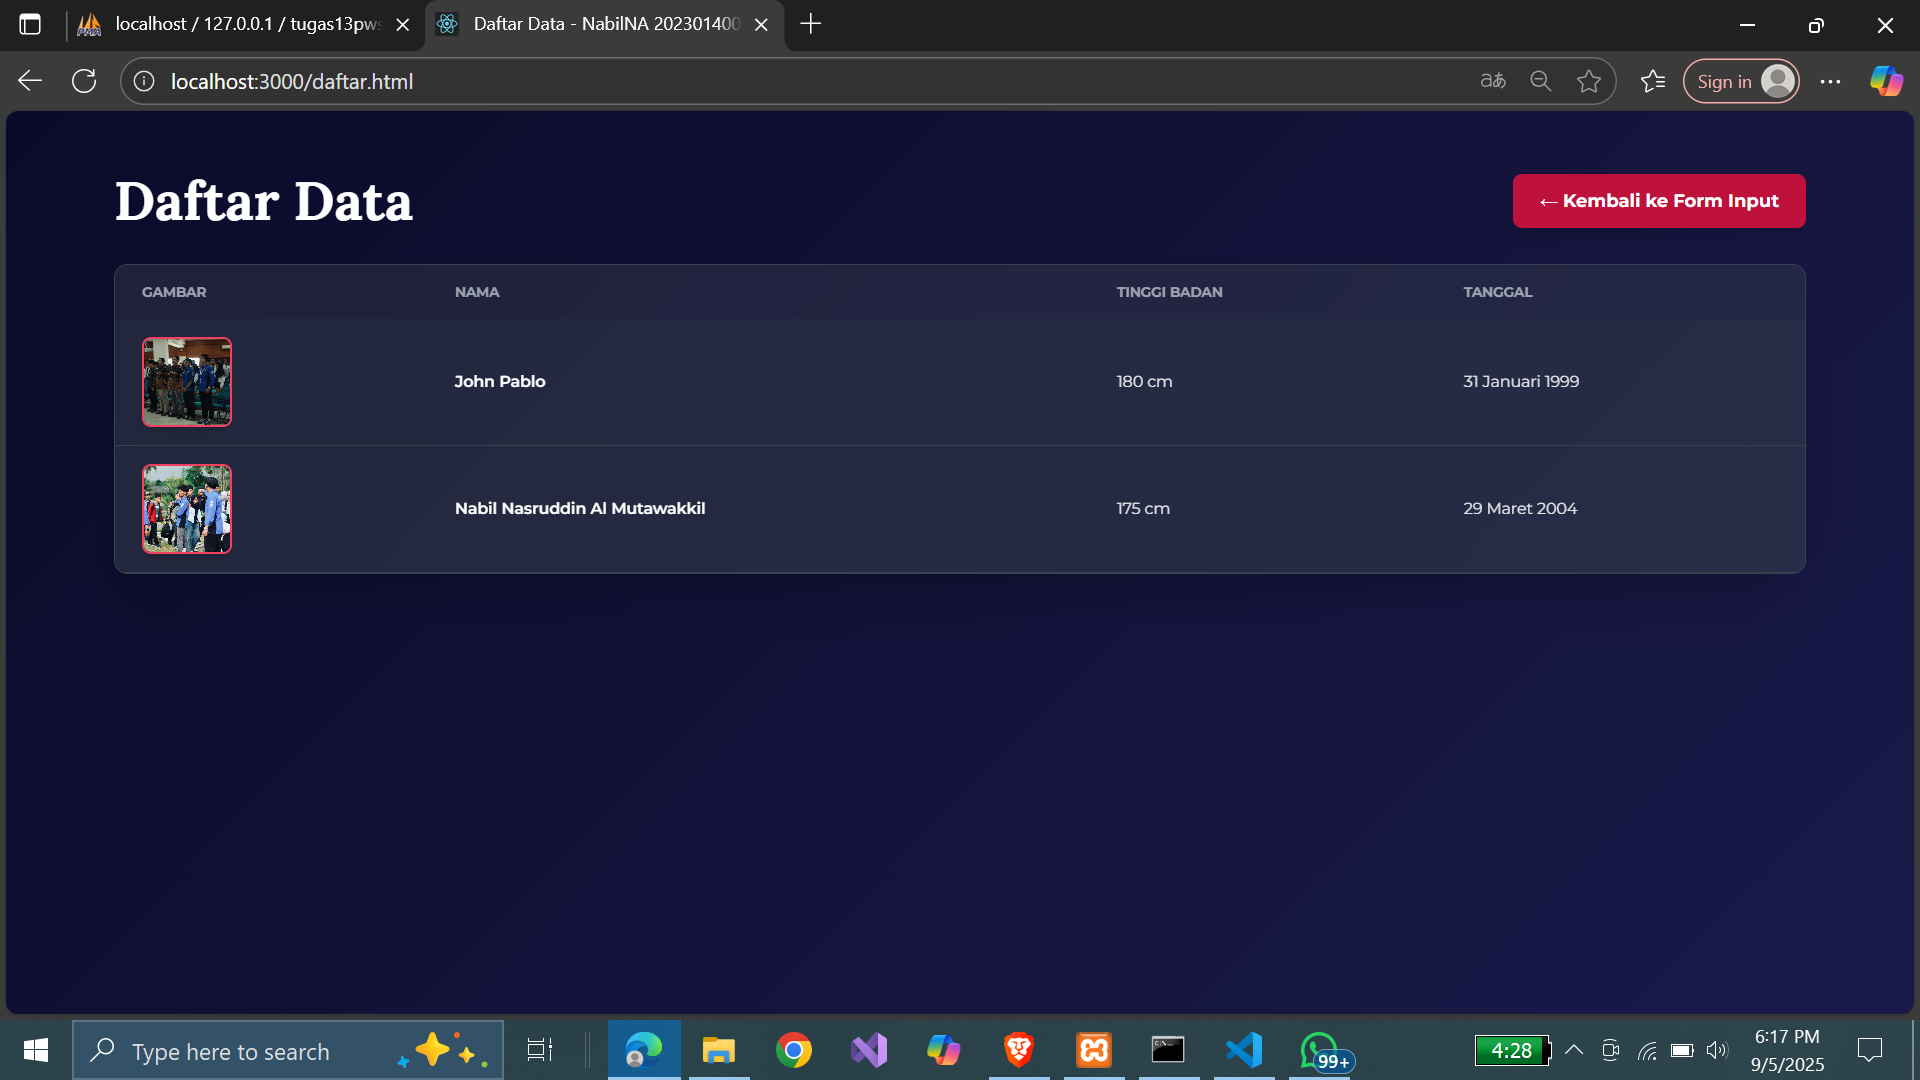 localhost / 127.0.0.1 / tugas13pws
Daftar Data - NabilNA 202301400
localhost:3000/daftar.html
Sign in
Daftar Data
← Kembali ke Form Input
GAMBAR NAMA TINGGI BADAN TANGGAL
John Pablo 180 cm 31 Januari 1999
Nabil Nasruddin Al Mutawakkil 175 cm 29 Maret 2004
Type here to search
99+
4:28
6:17 PM
9/5/2025